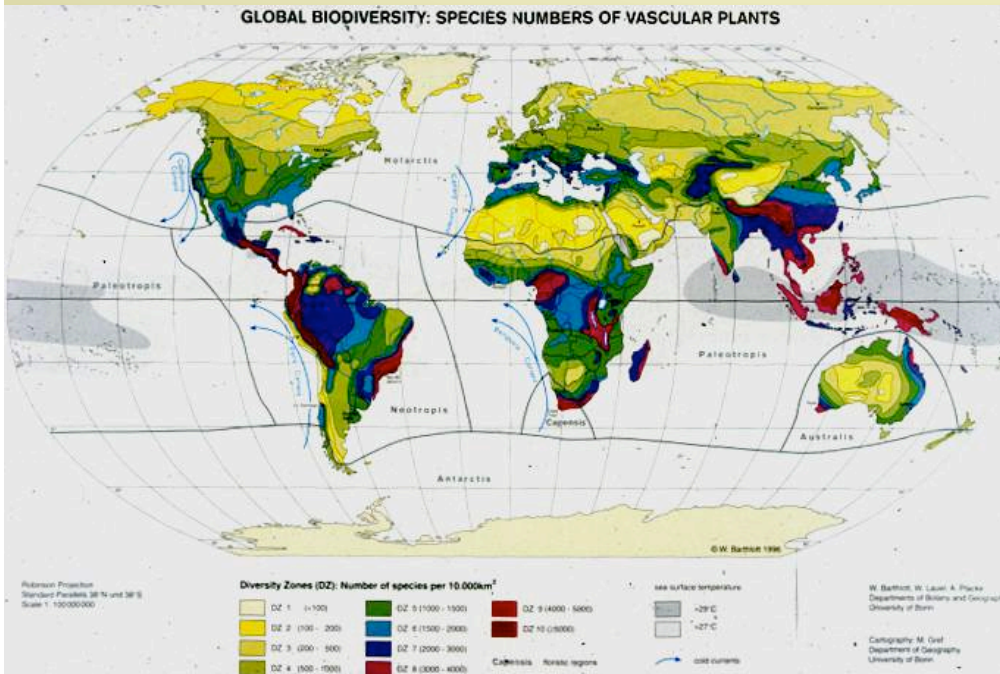 GLOBAL BIODIVERSITY: SPECIES NUMBERS OF VASCULAR PLANTS
Holarctis
Paleotropis
Paleotropis
Neotropis
Capensis
Australis
Antarctis
© W. Barthlott 1996
Robinson Projection
Standard Parallels 38°N und 38°S
Scale 1: 100000000
Diversity Zones (DZ): Number of species per 10.000km²
DZ 1 (<100)
DZ 2 (100 - 200)
DZ 3 (200 - 500)
DZ 4 (500 - 1000)
DZ 5 (1000 - 1500)
DZ 6 (1500 - 2000)
DZ 7 (2000 - 3000)
DZ 8 (3000 - 4000)
DZ 9 (4000 - 5000)
DZ 10 (>5000)
Capensis floristic regions
sea surface temperature
>29°C
>27°C
cold currents
W. Barthlott, W. Lauer, A. Placke
Departments of Botany and Geograph
University of Bonn
Cartography: M. Gref
Department of Geography
University of Bonn